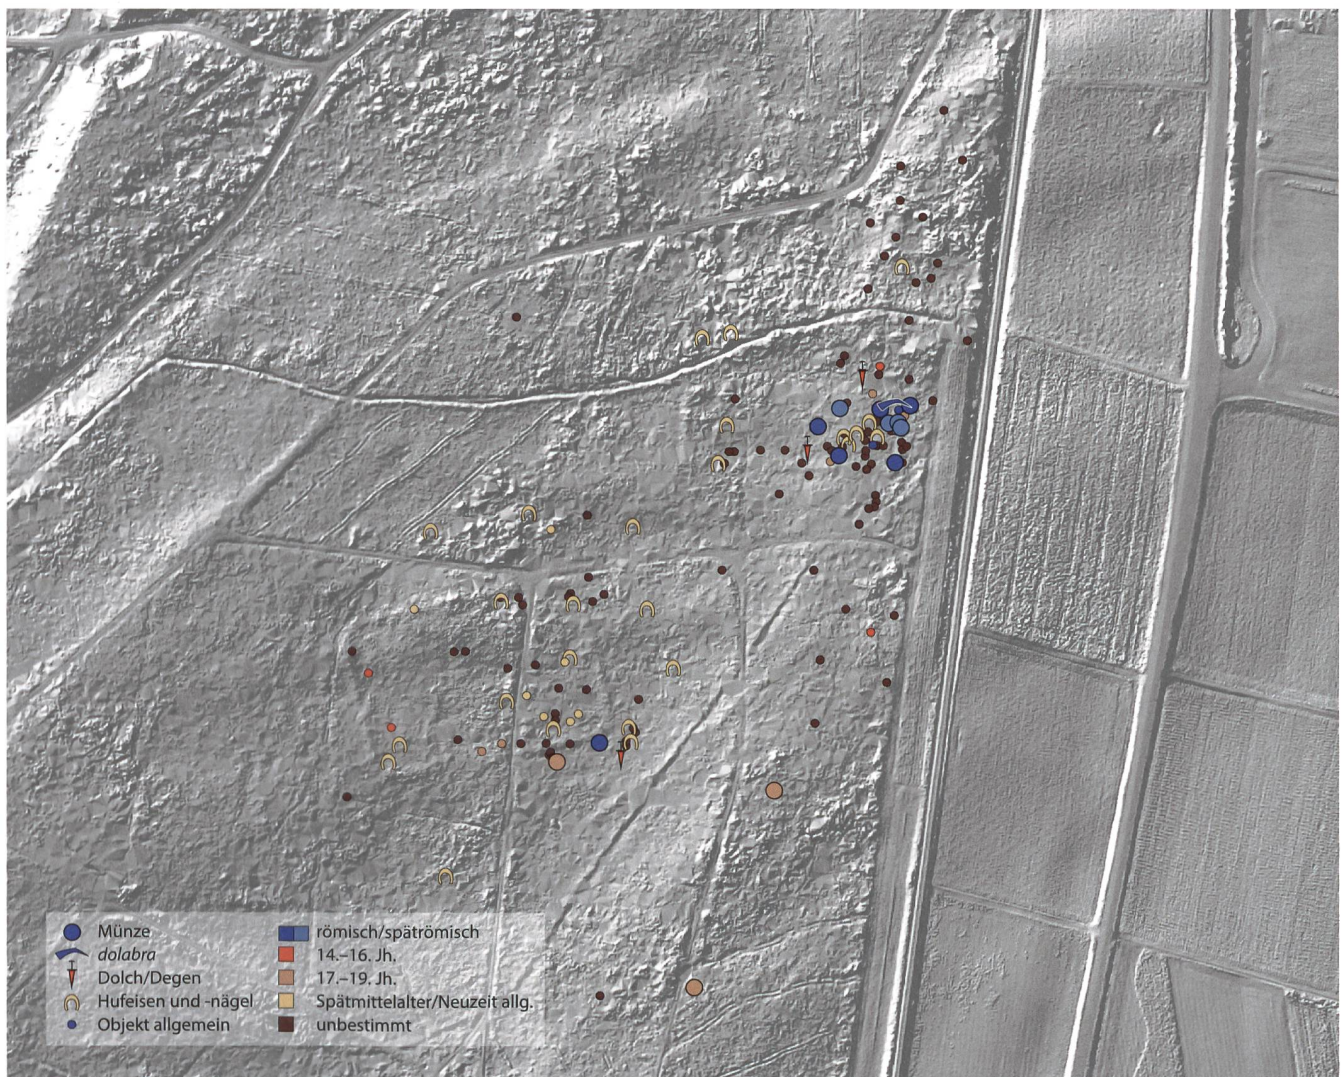 Münze
dolabra
Dolch/Degen
Hufeisen und -nägel
Objekt allgemein
römisch/spätrömisch
14.–16. Jh.
17.–19. Jh.
Spätmittelalter/Neuzeit allg.
unbestimmt